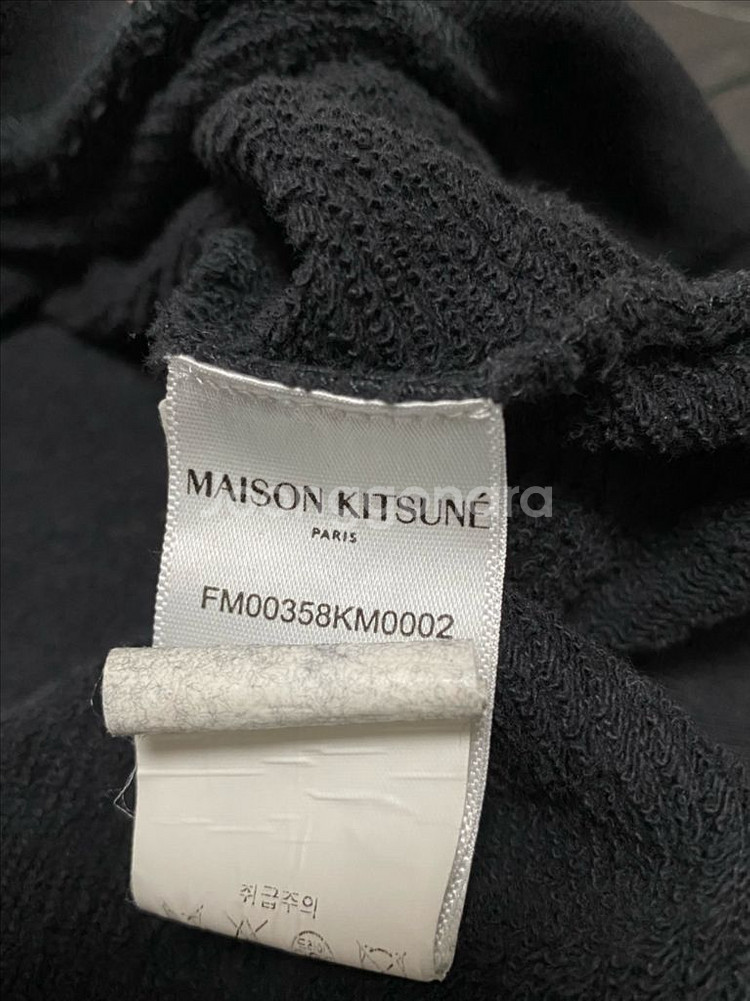 MAISON KITSUNÉ
PARIS
FM00358KM0002
취급주의